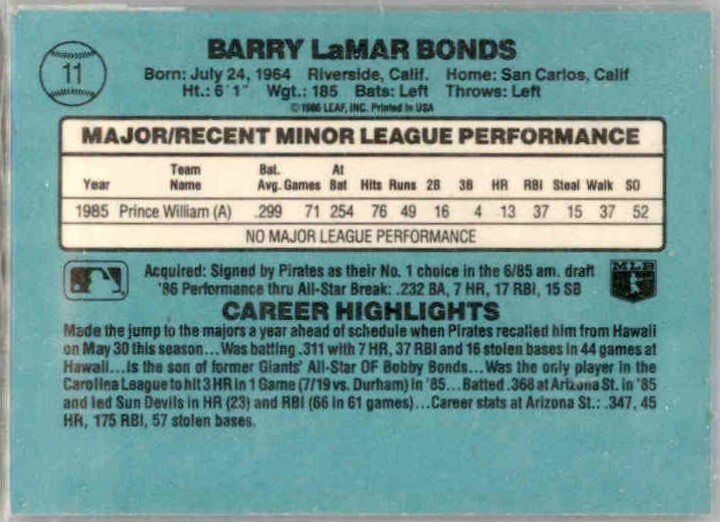 11
BARRY LaMAR BONDS
Born: July 24, 1964 Riverside, Calif. Home: San Carlos, Calif
Ht.: 6'1" Wgt.: 185 Bats: Left Throws: Left
© 1986 LEAF, INC. Printed in USA
MAJOR/RECENT MINOR LEAGUE PERFORMANCE
Year Team Name Bat. Avg. Games At Bat Hits Runs 2B 3B HR RBI Steal Walk SO
1985 Prince William (A) .299 71 254 76 49 16 4 13 37 15 37 52
NO MAJOR LEAGUE PERFORMANCE
Acquired: Signed by Pirates as their No. 1 choice in the 6/85 am. draft
'86 Performance thru All-Star Break: .232 BA, 7 HR, 17 RBI, 15 SB
MLB
CAREER HIGHLIGHTS
Made the jump to the majors a year ahead of schedule when Pirates recalled him from Hawaii
on May 30 this season...Was batting .311 with 7 HR, 37 RBI and 16 stolen bases in 44 games at
Hawaii...Is the son of former Giants' All-Star OF Bobby Bonds...Was the only player in the
Carolina League to hit 3 HR in 1 Game (7/19 vs. Durham) in '85...Batted .368 at Arizona St. in '85
and led Sun Devils in HR (23) and RBI (66 in 61 games)...Career stats at Arizona St.: .347, 45
HR, 175 RBI, 57 stolen bases.